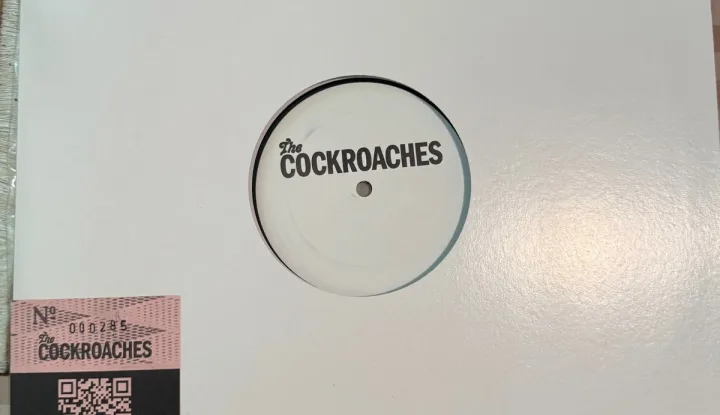 The
COCKROACHES
Nº
000285
The
COCKROACHES